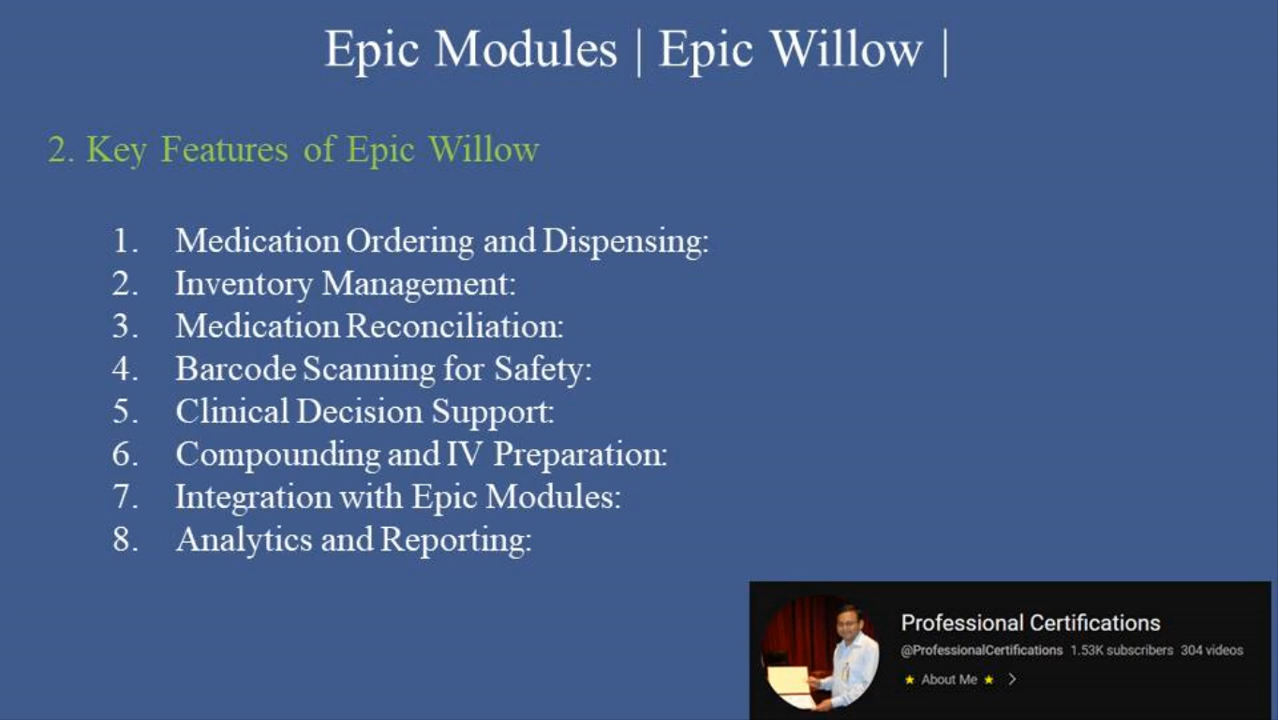 Epic Modules | Epic Willow |
2. Key Features of Epic Willow
1. Medication Ordering and Dispensing:
2. Inventory Management:
3. Medication Reconciliation:
4. Barcode Scanning for Safety:
5. Clinical Decision Support:
6. Compounding and IV Preparation:
7. Integration with Epic Modules:
8. Analytics and Reporting:
Professional Certifications
@ProfessionalCertifications 1.53K subscribers 304 videos
★ About Me ★ >